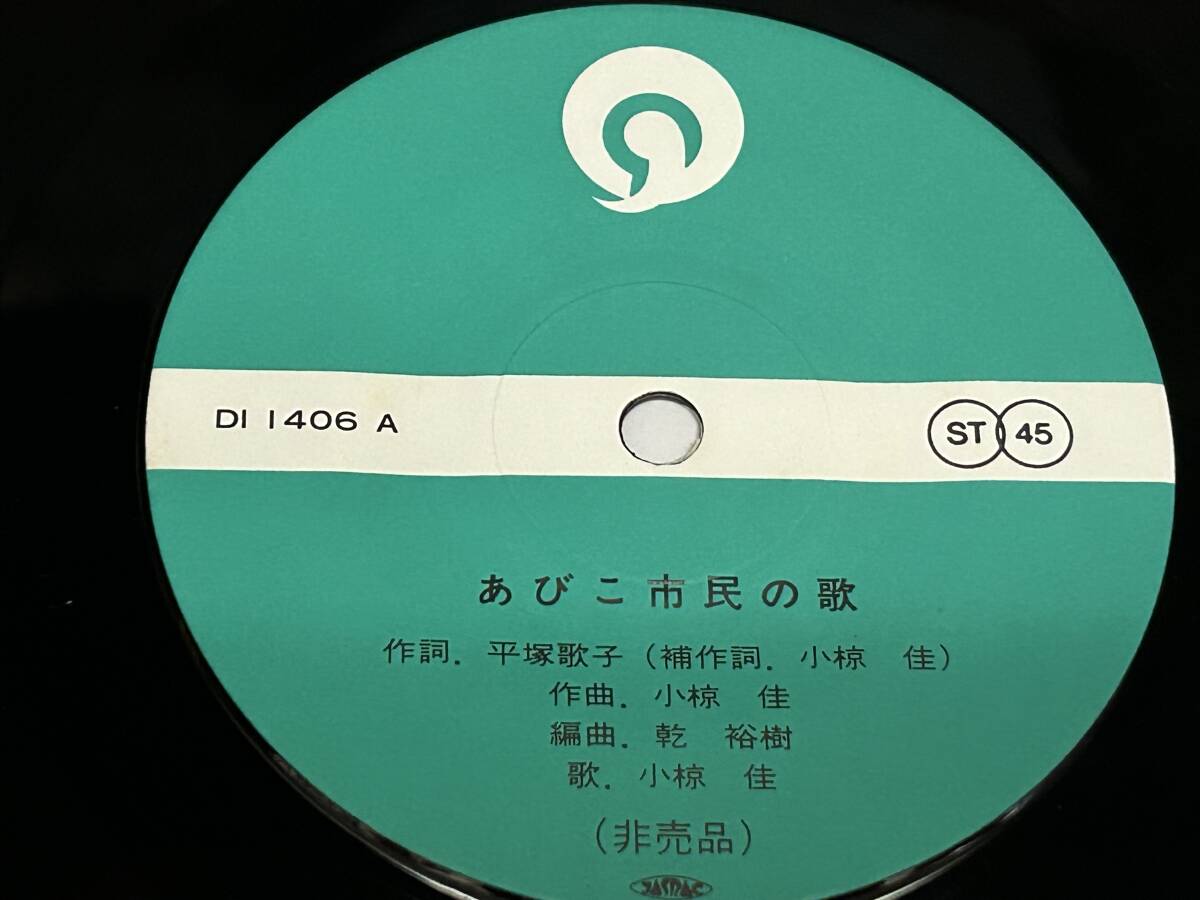 DI 1406 A
ST 45
あびこ市民の歌
作詞. 平塚歌子（補作詞. 小椋 佳）
作曲. 小椋 佳
編曲. 乾 裕樹
歌. 小椋 佳
（非売品）
JASRAC